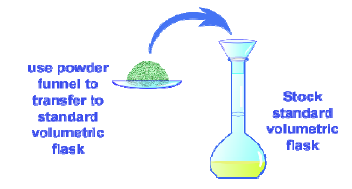 use powder
funnel to
transfer to
standard
volumetric
flask
Stock
standard
volumetric
flask